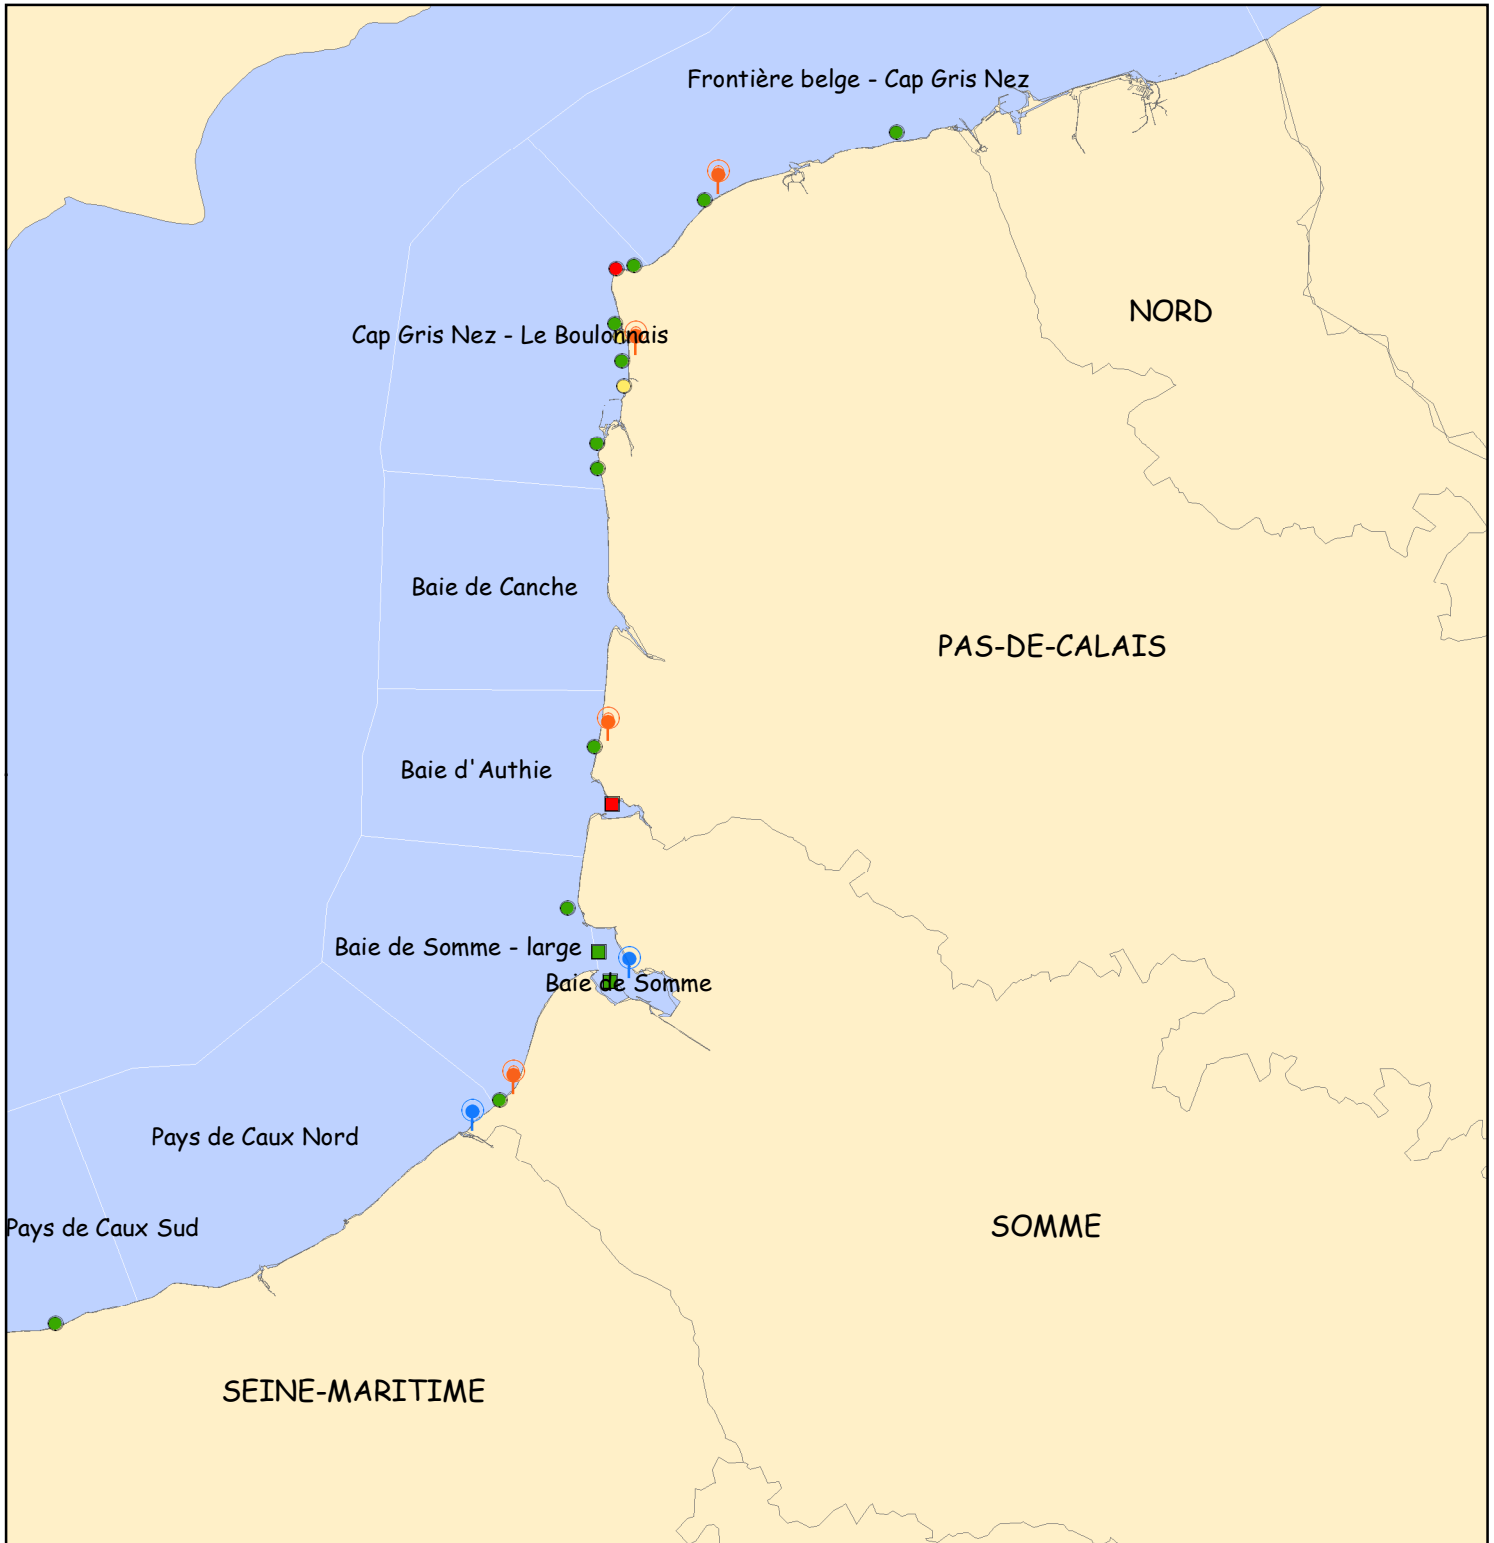 Frontière belge - Cap Gris Nez
NORD
Cap Gris Nez - Le Boulonnais
Baie de Canche
PAS-DE-CALAIS
Baie d'Authie
Baie de Somme - large
Baie de Somme
Pays de Caux Nord
Pays de Caux Sud
SOMME
SEINE-MARITIME